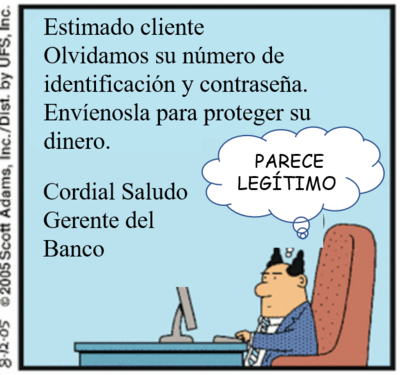 Estimado cliente
Olvidamos su número de
identificación y contraseña.
Envíenosla para proteger su
dinero.
Cordial Saludo
Gerente del
Banco
PARECE
LEGÍTIMO
8-12-05 ©2005 Scott Adams, Inc./Dist. by UFS, Inc.